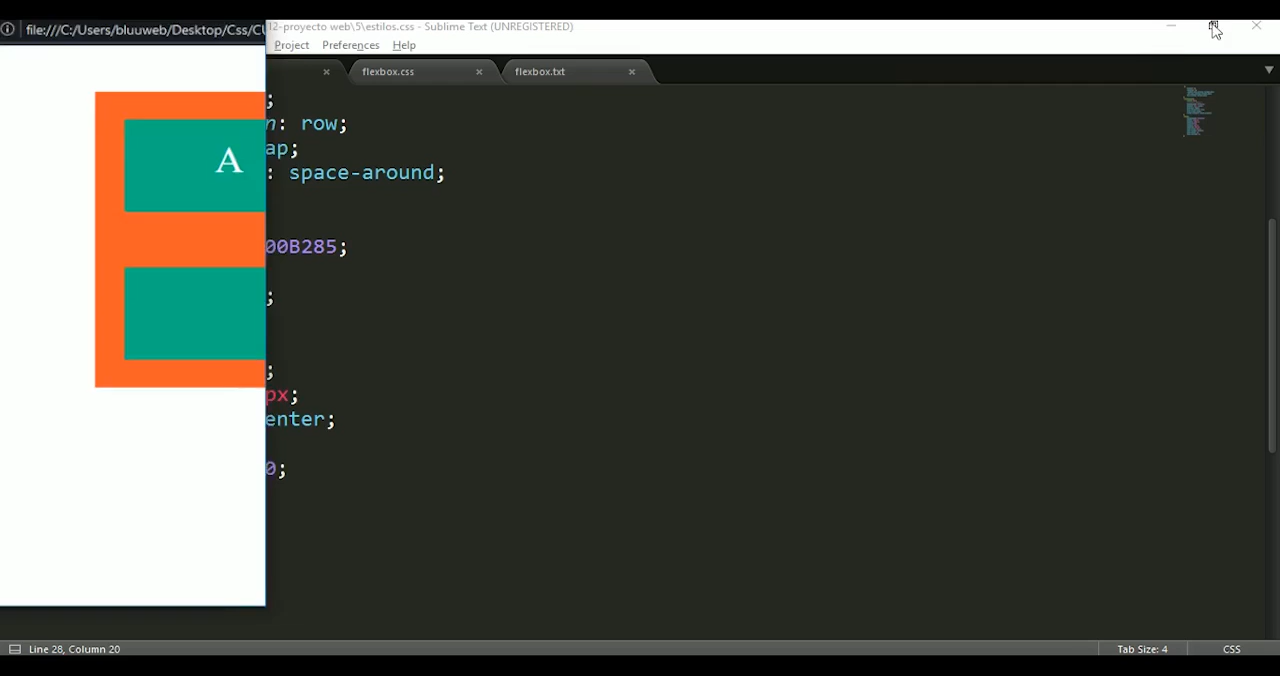 file:///C:/Users/bluuweb/Desktop/Css/CU
12-proyecto web\5\estilos.css - Sublime Text (UNREGISTERED)
Project Preferences Help
× flexbox.css × flexbox.txt ×
;
n: row;
ap;
: space-around;
A
00B285;
;
;
px;
enter;
0;
Line 28, Column 20
Tab Size: 4
CSS